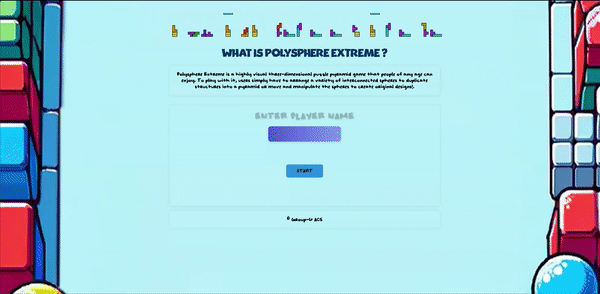 WHAT IS POLYSPHERE EXTREME ?
Polysphere Extreme is a highly visual three-dimensional puzzle pyramid game that people of any age can
enjoy. To play with it, users simply have to arrange a variety of interconnected spheres to duplicate
structures into a pyramid or move and manipulate the spheres to create original designs.
ENTER PLAYER NAME
START